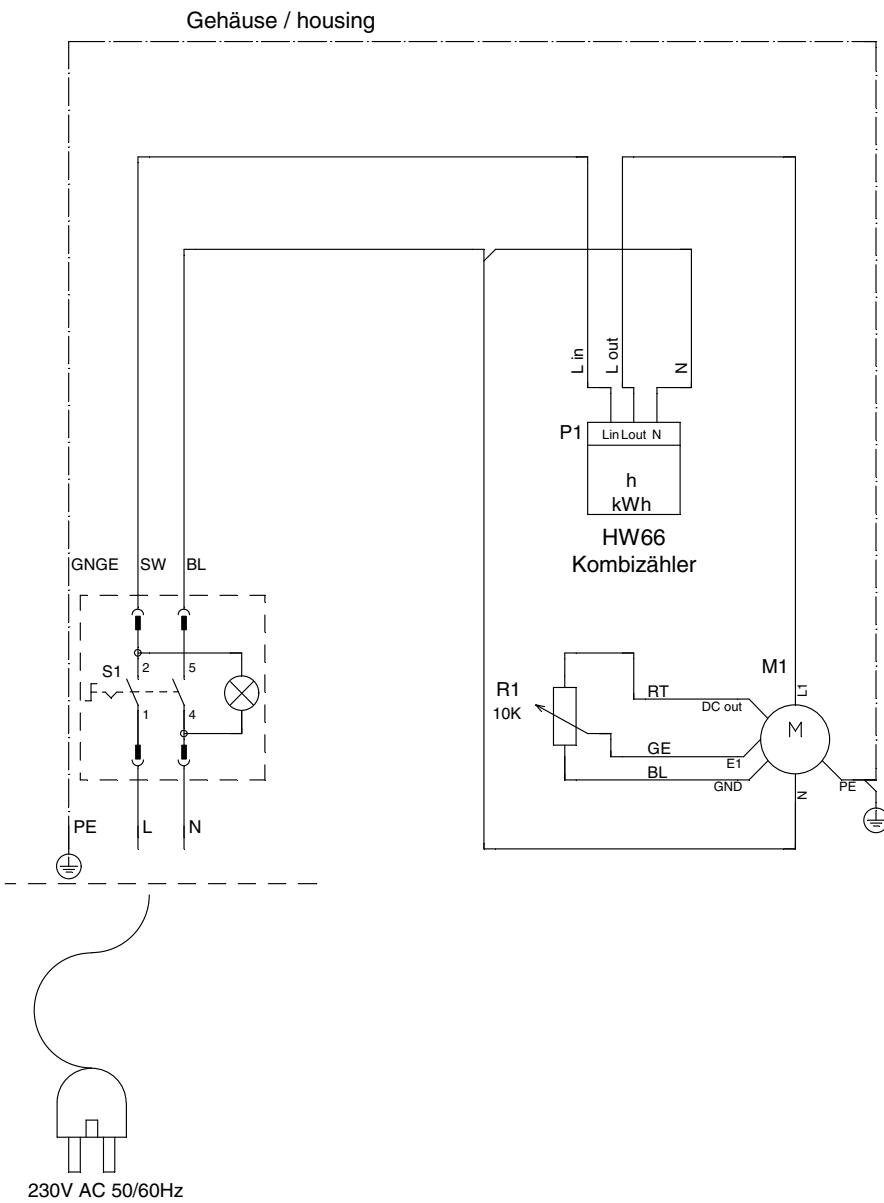 Gehäuse / housing
L in
L out
N
P1
Lin Lout N
h
kWh
HW66
Kombizähler
GNGE SW BL
S1
2
5
1
4
PE
L
N
R1
10K
RT
DC out
GE
E1
BL
GND
M1
L1
M
N
PE
230V AC 50/60Hz